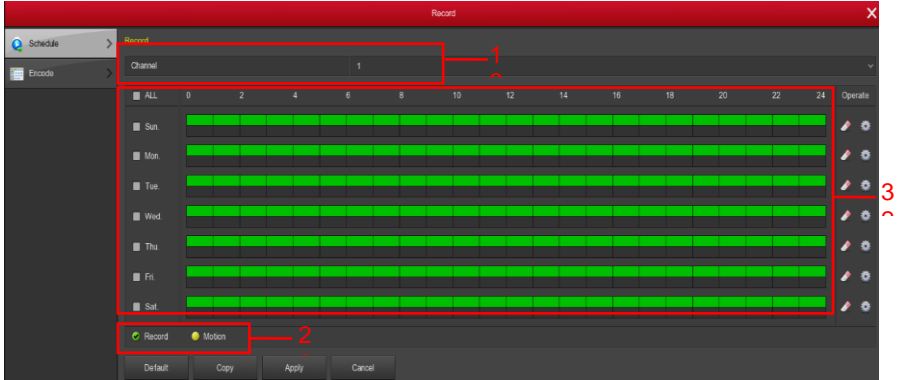 Record X
Schedule >
Record
1
Encode >
Channel 1
ALL 0 2 4 6 8 10 12 14 16 18 20 22 24 Operate
Sun.
Mon.
Tue.
3
Wed.
Thu.
Fri.
Sat.
Record Motion
2
Default Copy Apply Cancel